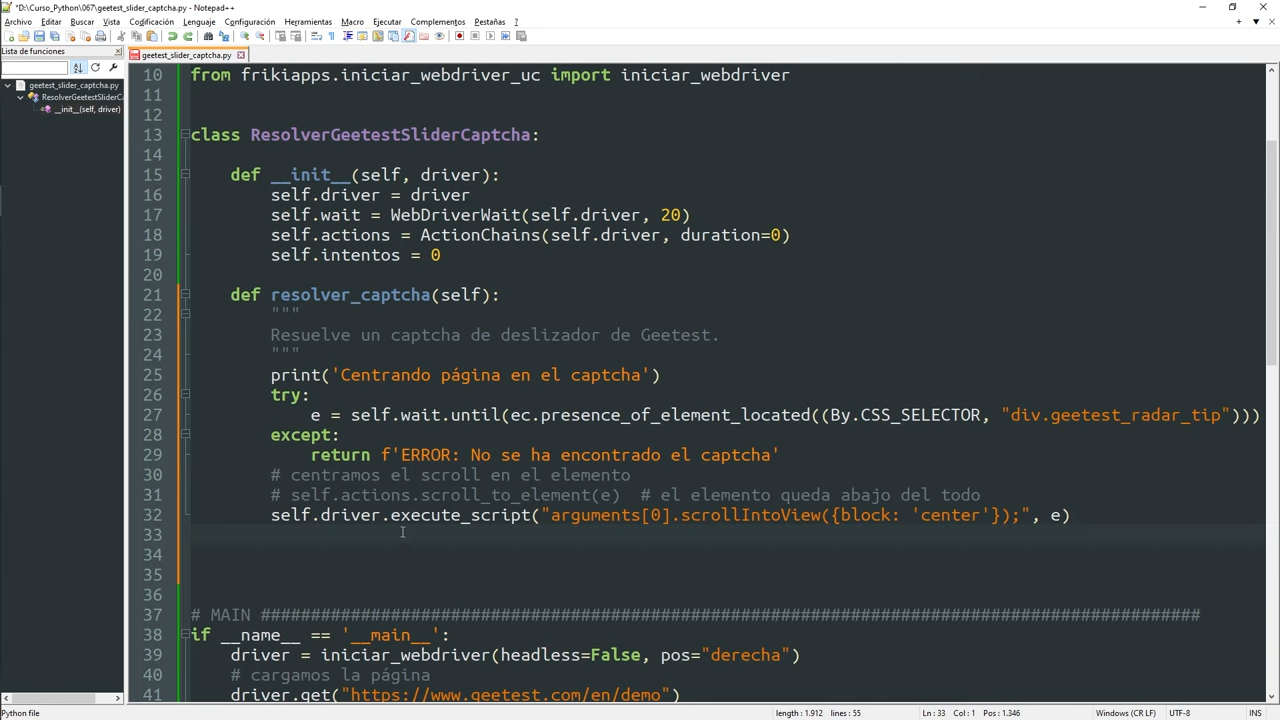 *D:\Curso_Python\067\geetest_slider_captcha.py - Notepad++
Archivo Editar Buscar Vista Codificación Lenguaje Configuración Herramientas Macro Ejecutar Complementos Pestañas ?
Lista de funciones
geetest_slider_captcha.py
geetest_slider_captcha.py
ResolverGeetestSliderCa
__init__(self, driver)
10 from frikiapps.iniciar_webdriver_uc import iniciar_webdriver
11
12
13 class ResolverGeetestSliderCaptcha:
14
15     def __init__(self, driver):
16         self.driver = driver
17         self.wait = WebDriverWait(self.driver, 20)
18         self.actions = ActionChains(self.driver, duration=0)
19         self.intentos = 0
20
21     def resolver_captcha(self):
22         """
23         Resuelve un captcha de deslizador de Geetest.
24         """
25         print('Centrando página en el captcha')
26         try:
27             e = self.wait.until(ec.presence_of_element_located((By.CSS_SELECTOR, "div.geetest_radar_tip")))
28         except:
29             return f'ERROR: No se ha encontrado el captcha'
30         # centramos el scroll en el elemento
31         # self.actions.scroll_to_element(e)  # el elemento queda abajo del todo
32         self.driver.execute_script("arguments[0].scrollIntoView({block: 'center'});", e)
33
34
35
36
37 # MAIN ##############################################################################################
38 if __name__ == '__main__':
39     driver = iniciar_webdriver(headless=False, pos="derecha")
40     # cargamos la página
41     driver.get("https://www.geetest.com/en/demo")
Python file length : 1.912 lines : 55 Ln : 33 Col : 1 Pos : 1.346 Windows (CR LF) UTF-8 INS